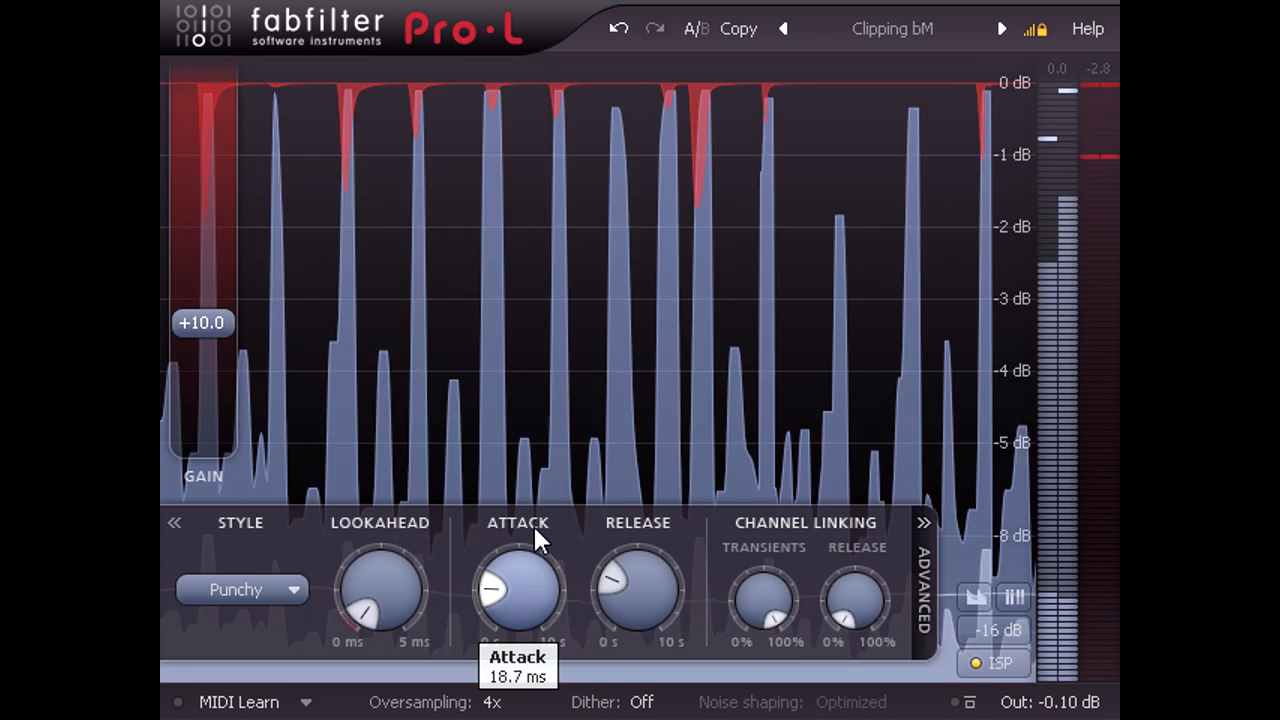 fabfilter
software instruments
Pro·L
A/B Copy
Clipping bM
Help
0.0 -2.8
0 dB
-1 dB
-2 dB
-3 dB
+10.0
-4 dB
-5 dB
GAIN
STYLE LOOKAHEAD ATTACK RELEASE CHANNEL LINKING
-8 dB
TRANSIENTS RELEASE
Punchy
ADVANCED
0 ms 5 ms 0 s 10 s 0 s 10 s 0% 100% 0% 100%
-16 dB
Attack
18.7 ms
ISP
MIDI Learn Oversampling: 4x Dither: Off Noise shaping: Optimized Out: -0.10 dB